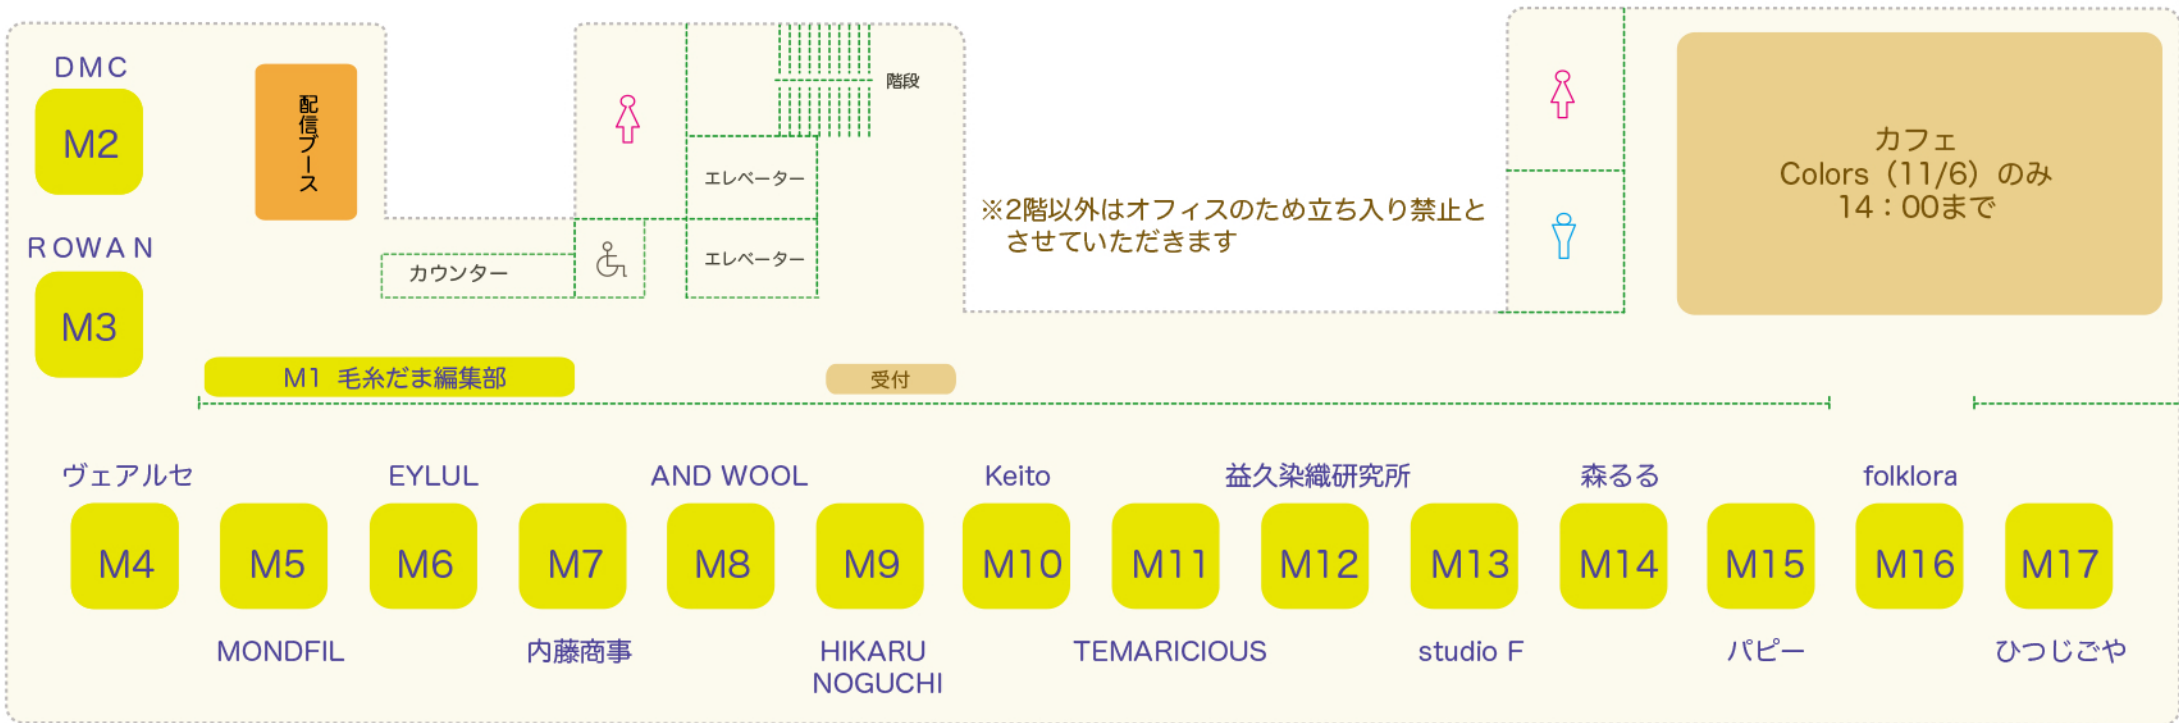 DMC
M2
配信ブース
ROWAN
M3
階段
エレベーター
エレベーター
カウンター
※2階以外はオフィスのため立ち入り禁止と
させていただきます
カフェ
Colors（11/6）のみ
14：00まで
M1 毛糸だま編集部
受付
ヴェアルセ
EYLUL
AND WOOL
Keito
益久染織研究所
森るる
folklora
M4
M5
M6
M7
M8
M9
M10
M11
M12
M13
M14
M15
M16
M17
MONDFIL
内藤商事
HIKARU
NOGUCHI
TEMARICIOUS
studio F
パピー
ひつじごや